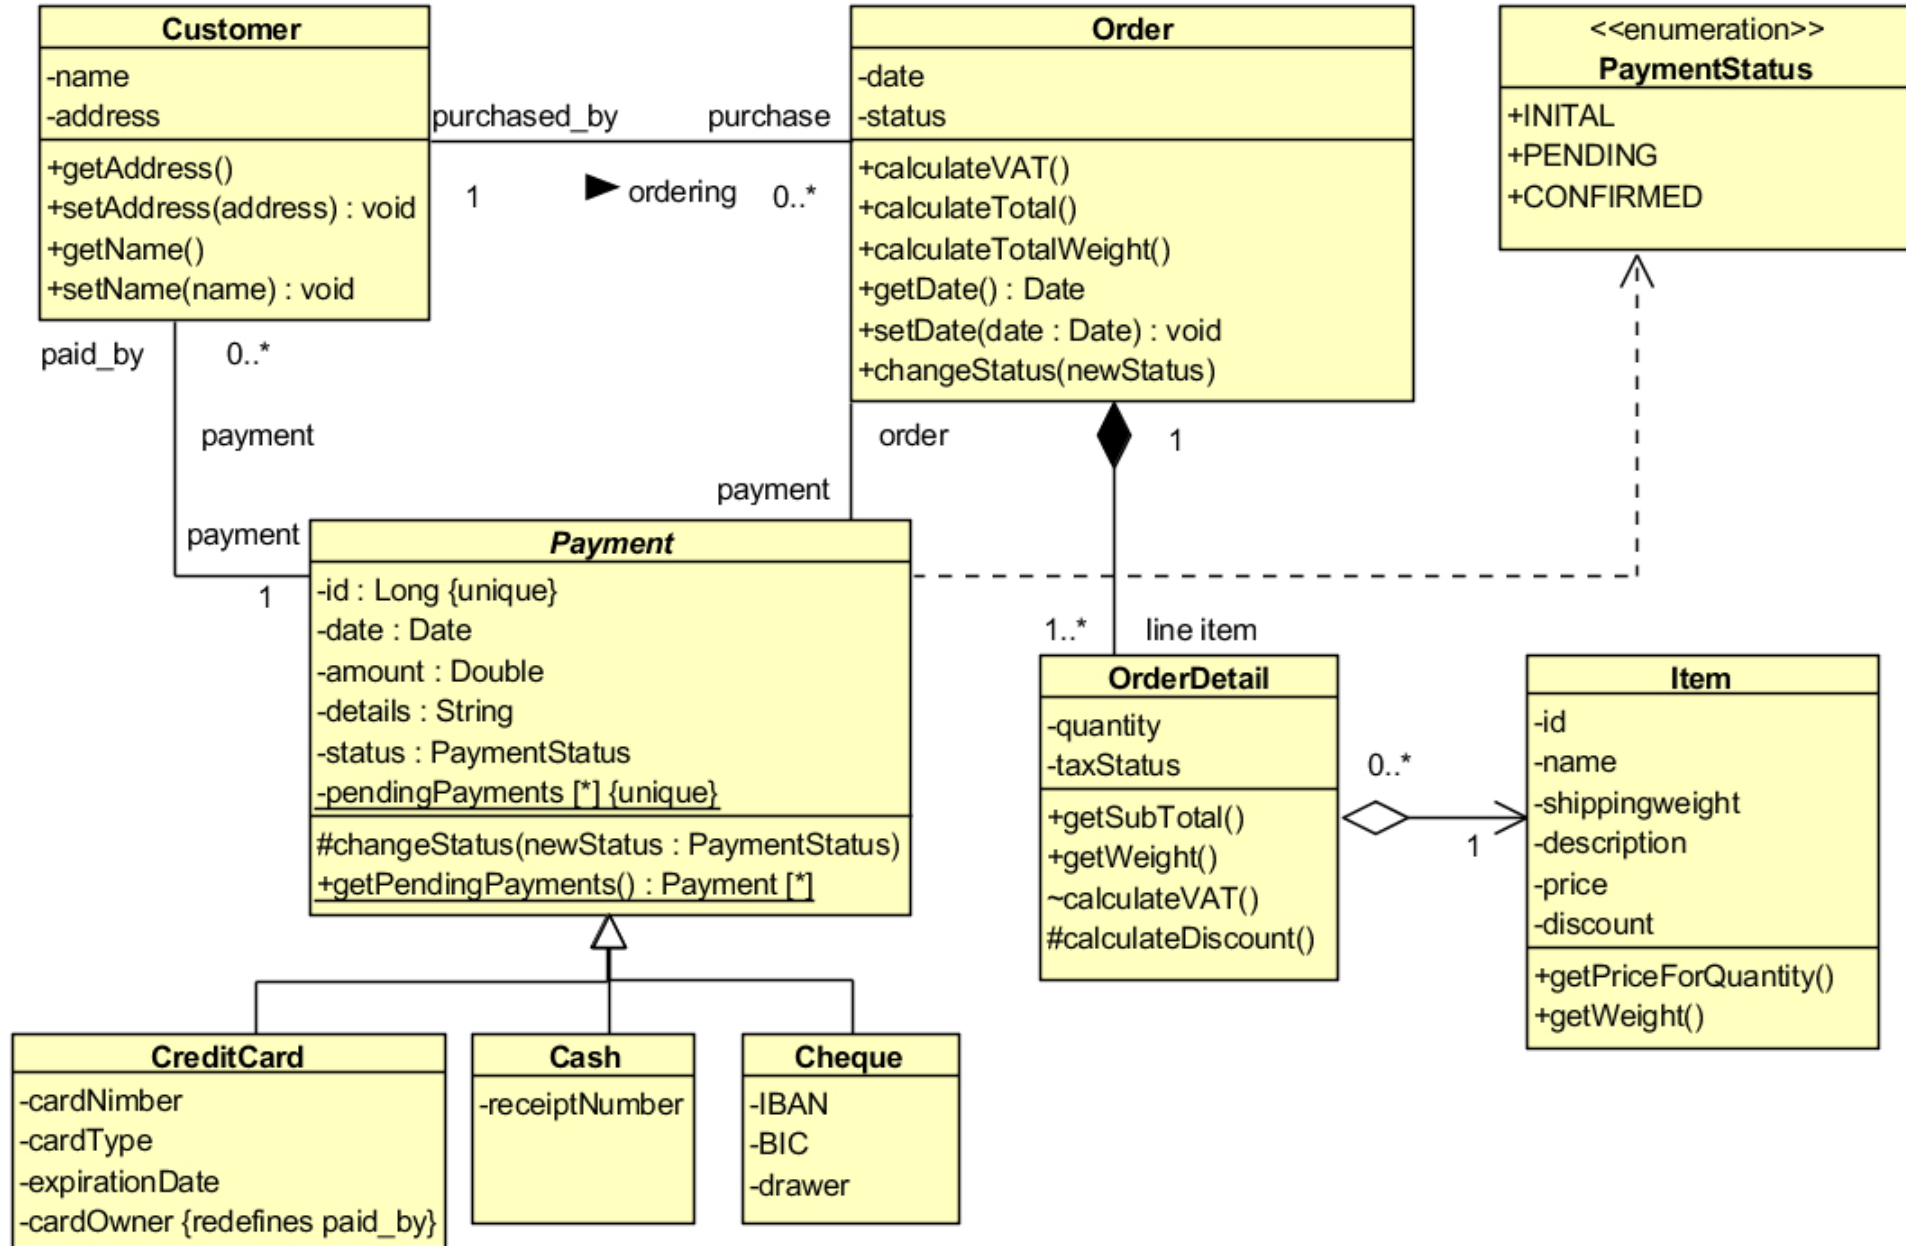 Customer
-name
-address
+getAddress()
+setAddress(address) : void
+getName()
+setName(name) : void
purchased_by
purchase
1
ordering
0..*
Order
-date
-status
+calculateVAT()
+calculateTotal()
+calculateTotalWeight()
+getDate() : Date
+setDate(date : Date) : void
+changeStatus(newStatus)
<<enumeration>>
PaymentStatus
+INITAL
+PENDING
+CONFIRMED
paid_by
0..*
payment
payment
1
order
payment
1
1..*
line item
Payment
-id : Long {unique}
-date : Date
-amount : Double
-details : String
-status : PaymentStatus
-pendingPayments [*] {unique}
#changeStatus(newStatus : PaymentStatus)
+getPendingPayments() : Payment [*]
OrderDetail
-quantity
-taxStatus
+getSubTotal()
+getWeight()
~calculateVAT()
#calculateDiscount()
0..*
1
Item
-id
-name
-shippingweight
-description
-price
-discount
+getPriceForQuantity()
+getWeight()
CreditCard
-cardNimber
-cardType
-expirationDate
-cardOwner {redefines paid_by}
Cash
-receiptNumber
Cheque
-IBAN
-BIC
-drawer